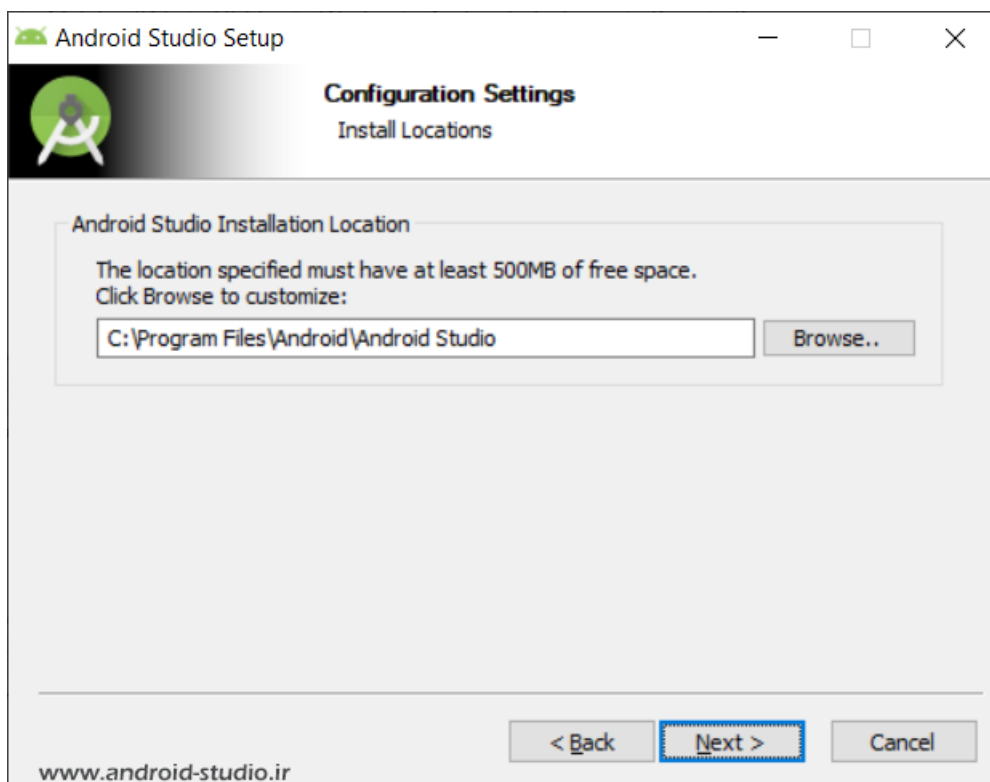 Android Studio Setup
Configuration Settings
Install Locations
Android Studio Installation Location
The location specified must have at least 500MB of free space.
Click Browse to customize:
C:\Program Files\Android\Android Studio
Browse..
< Back
Next >
Cancel
www.android-studio.ir